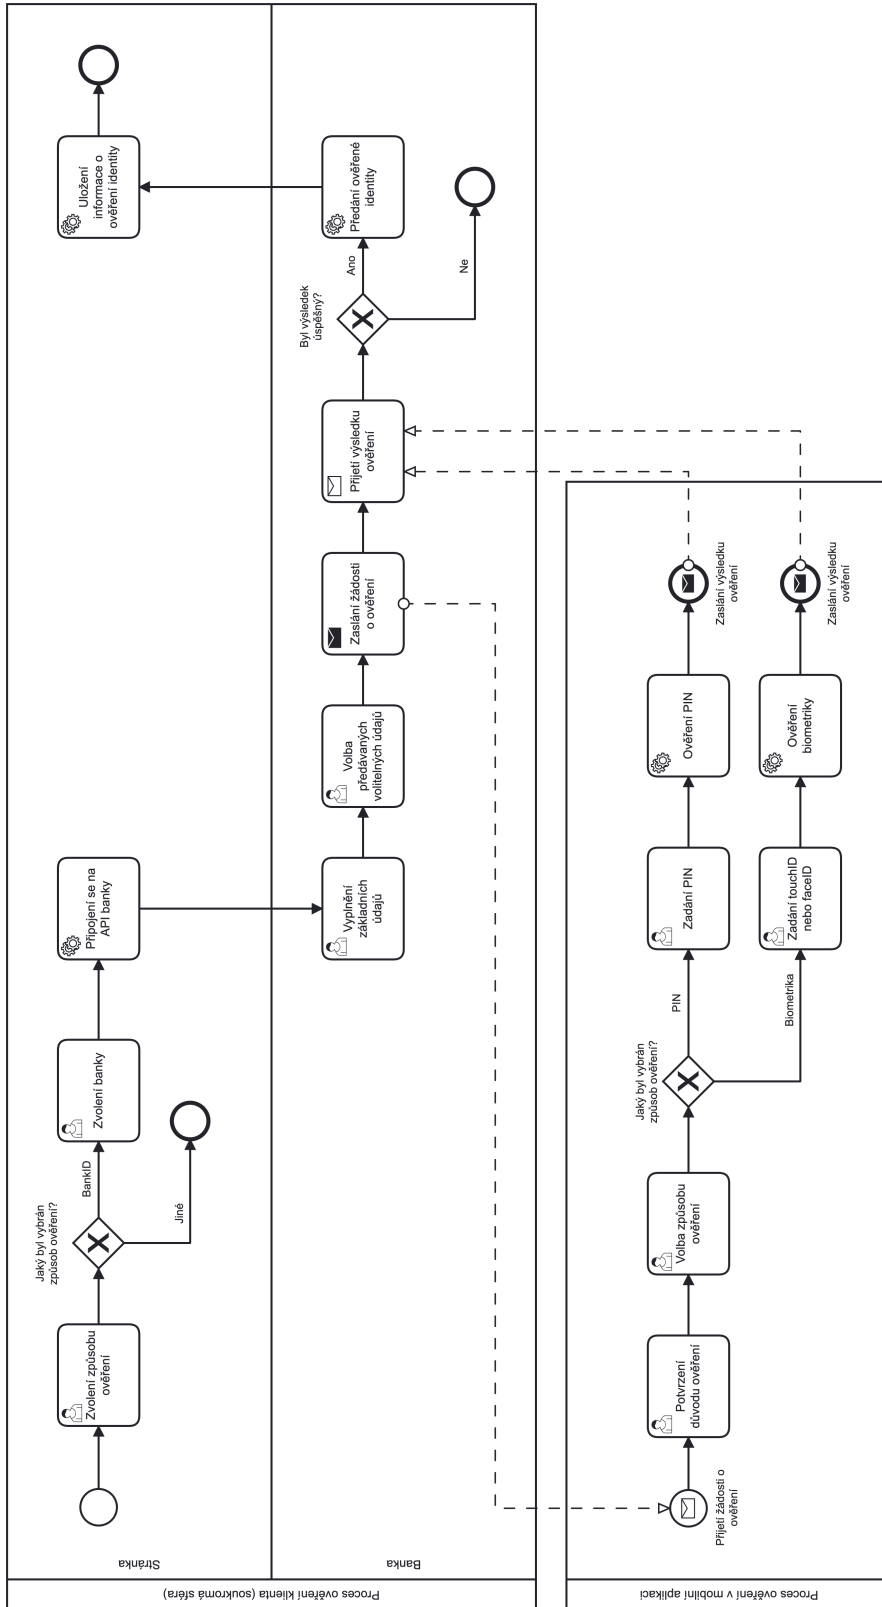 Proces ověření klienta (soukromá sféra)
Stránka
Zvolení způsobu
ověření
Jaký byl vybrán
způsob ověření?
BankID
Jiné
Zvolení banky
Připojení se na
API banky
Uložení
informace o
ověření identity
Banka
Vyplnění
základních
údajů
Volba
předávaných
volitelných údajů
Zaslání žádosti
o ověření
Přijetí výsledku
ověření
Byl výsledek
úspěšný?
Ano
Ne
Předání ověřené
identity
Proces ověření v mobilní aplikaci
Přijetí žádosti o
ověření
Potvrzení
důvodu ověření
Volba způsobu
ověření
Jaký byl vybrán
způsob ověření?
PIN
Biometrika
Zadání PIN
Ověření PIN
Zaslání výsledku
ověření
Zadání touchID
nebo faceID
Ověření
biometriky
Zaslání výsledku
ověření